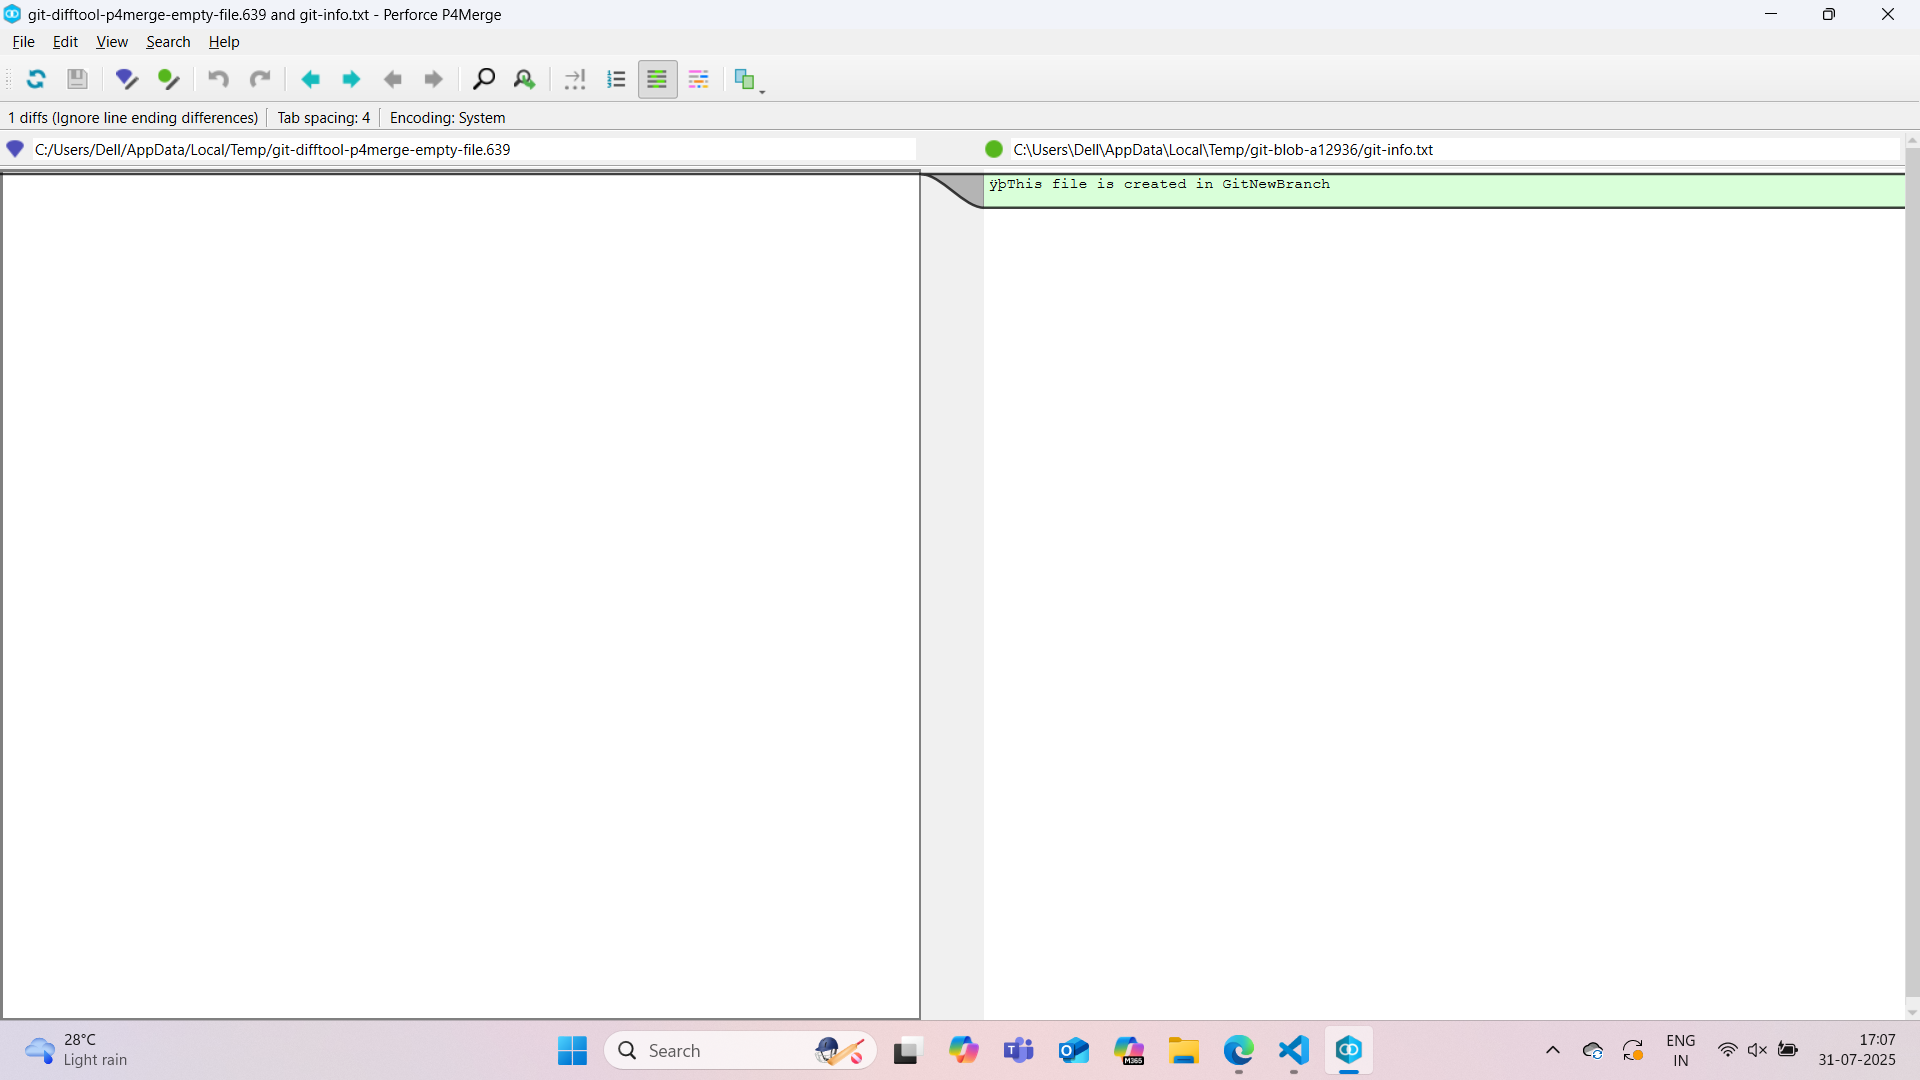 git-difftool-p4merge-empty-file.639 and git-info.txt - Perforce P4Merge
File Edit View Search Help
1 diffs (Ignore line ending differences) Tab spacing: 4 Encoding: System
C:/Users/Dell/AppData/Local/Temp/git-difftool-p4merge-empty-file.639
C:\Users\Dell\AppData\Local\Temp/git-blob-a12936/git-info.txt
ÿþThis file is created in GitNewBranch
28°C
Light rain
Search
M365
ENG
IN
17:07
31-07-2025